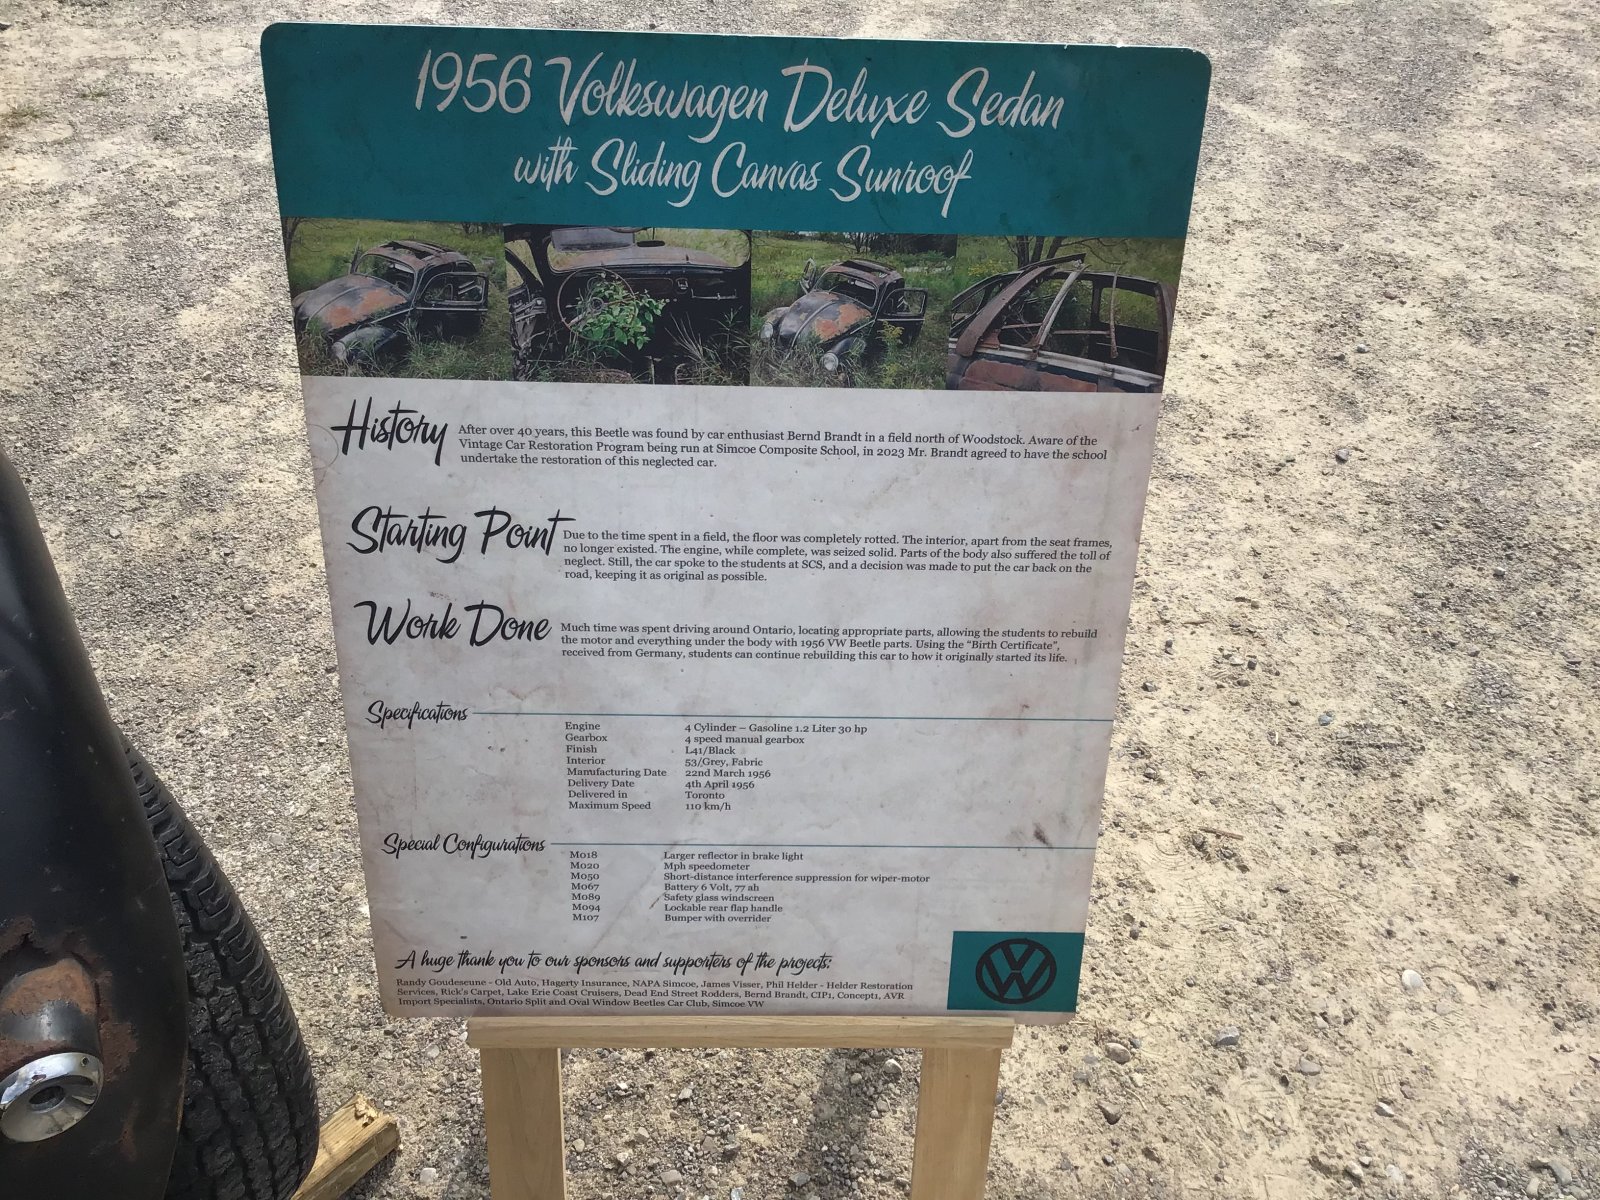 1956 Volkswagen Deluxe Sedan
with Sliding Canvas Sunroof
History
After over 40 years, this Beetle was found by car enthusiast Bernd Brandt in a field north of Woodstock. Aware of the
Vintage Car Restoration Program being run at Simcoe Composite School, in 2023 Mr. Brandt agreed to have the school
undertake the restoration of this neglected car.
Starting Point
Due to the time spent in a field, the floor was completely rotted. The interior, apart from the seat frames,
no longer existed. The engine, while complete, was seized solid. Parts of the body also suffered the toll of
neglect. Still, the car spoke to the students at SCS, and a decision was made to put the car back on the
road, keeping it as original as possible.
Work Done
Much time was spent driving around Ontario, locating appropriate parts, allowing the students to rebuild
the motor and everything under the body with 1956 VW Beetle parts. Using the "Birth Certificate",
received from Germany, students can continue rebuilding this car to how it originally started its life.
Specifications
Engine 4 Cylinder – Gasoline 1.2 Liter 30 hp
Gearbox 4 speed manual gearbox
Finish L41/Black
Interior 53/Grey, Fabric
Manufacturing Date 22nd March 1956
Delivery Date 4th April 1956
Delivered in Toronto
Maximum Speed 110 km/h
Special Configurations
M018 Larger reflector in brake light
M020 Mph speedometer
M050 Short-distance interference suppression for wiper-motor
M067 Battery 6 Volt, 77 ah
M089 Safety glass windscreen
M094 Lockable rear flap handle
M107 Bumper with overrider
A huge thank you to our sponsors and supporters of the projects:
Randy Goudeseune - Old Auto, Hagerty Insurance, NAPA Simcoe, James Visser, Phil Helder - Helder Restoration
Services, Rick's Carpet, Lake Erie Coast Cruisers, Dead End Street Rodders, Bernd Brandt, CIP1, Concept1, AVR
Import Specialists, Ontario Split and Oval Window Beetles Car Club, Simcoe VW
VW